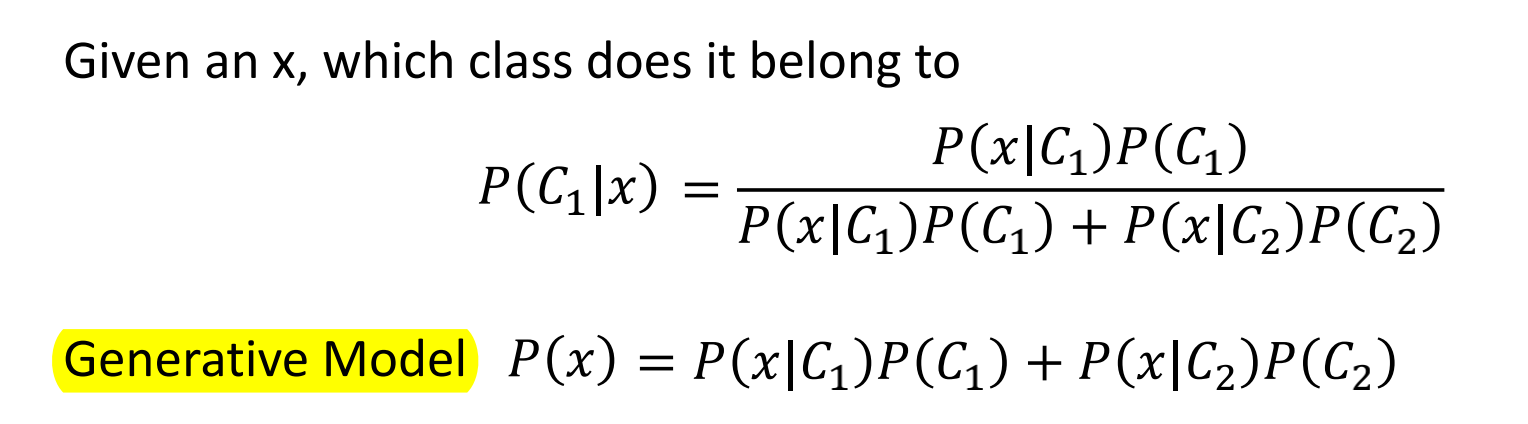 Given an x, which class does it belong to
P(C₁|x) = P(x|C₁)P(C₁) / P(x|C₁)P(C₁) + P(x|C₂)P(C₂)
Generative Model P(x) = P(x|C₁)P(C₁) + P(x|C₂)P(C₂)